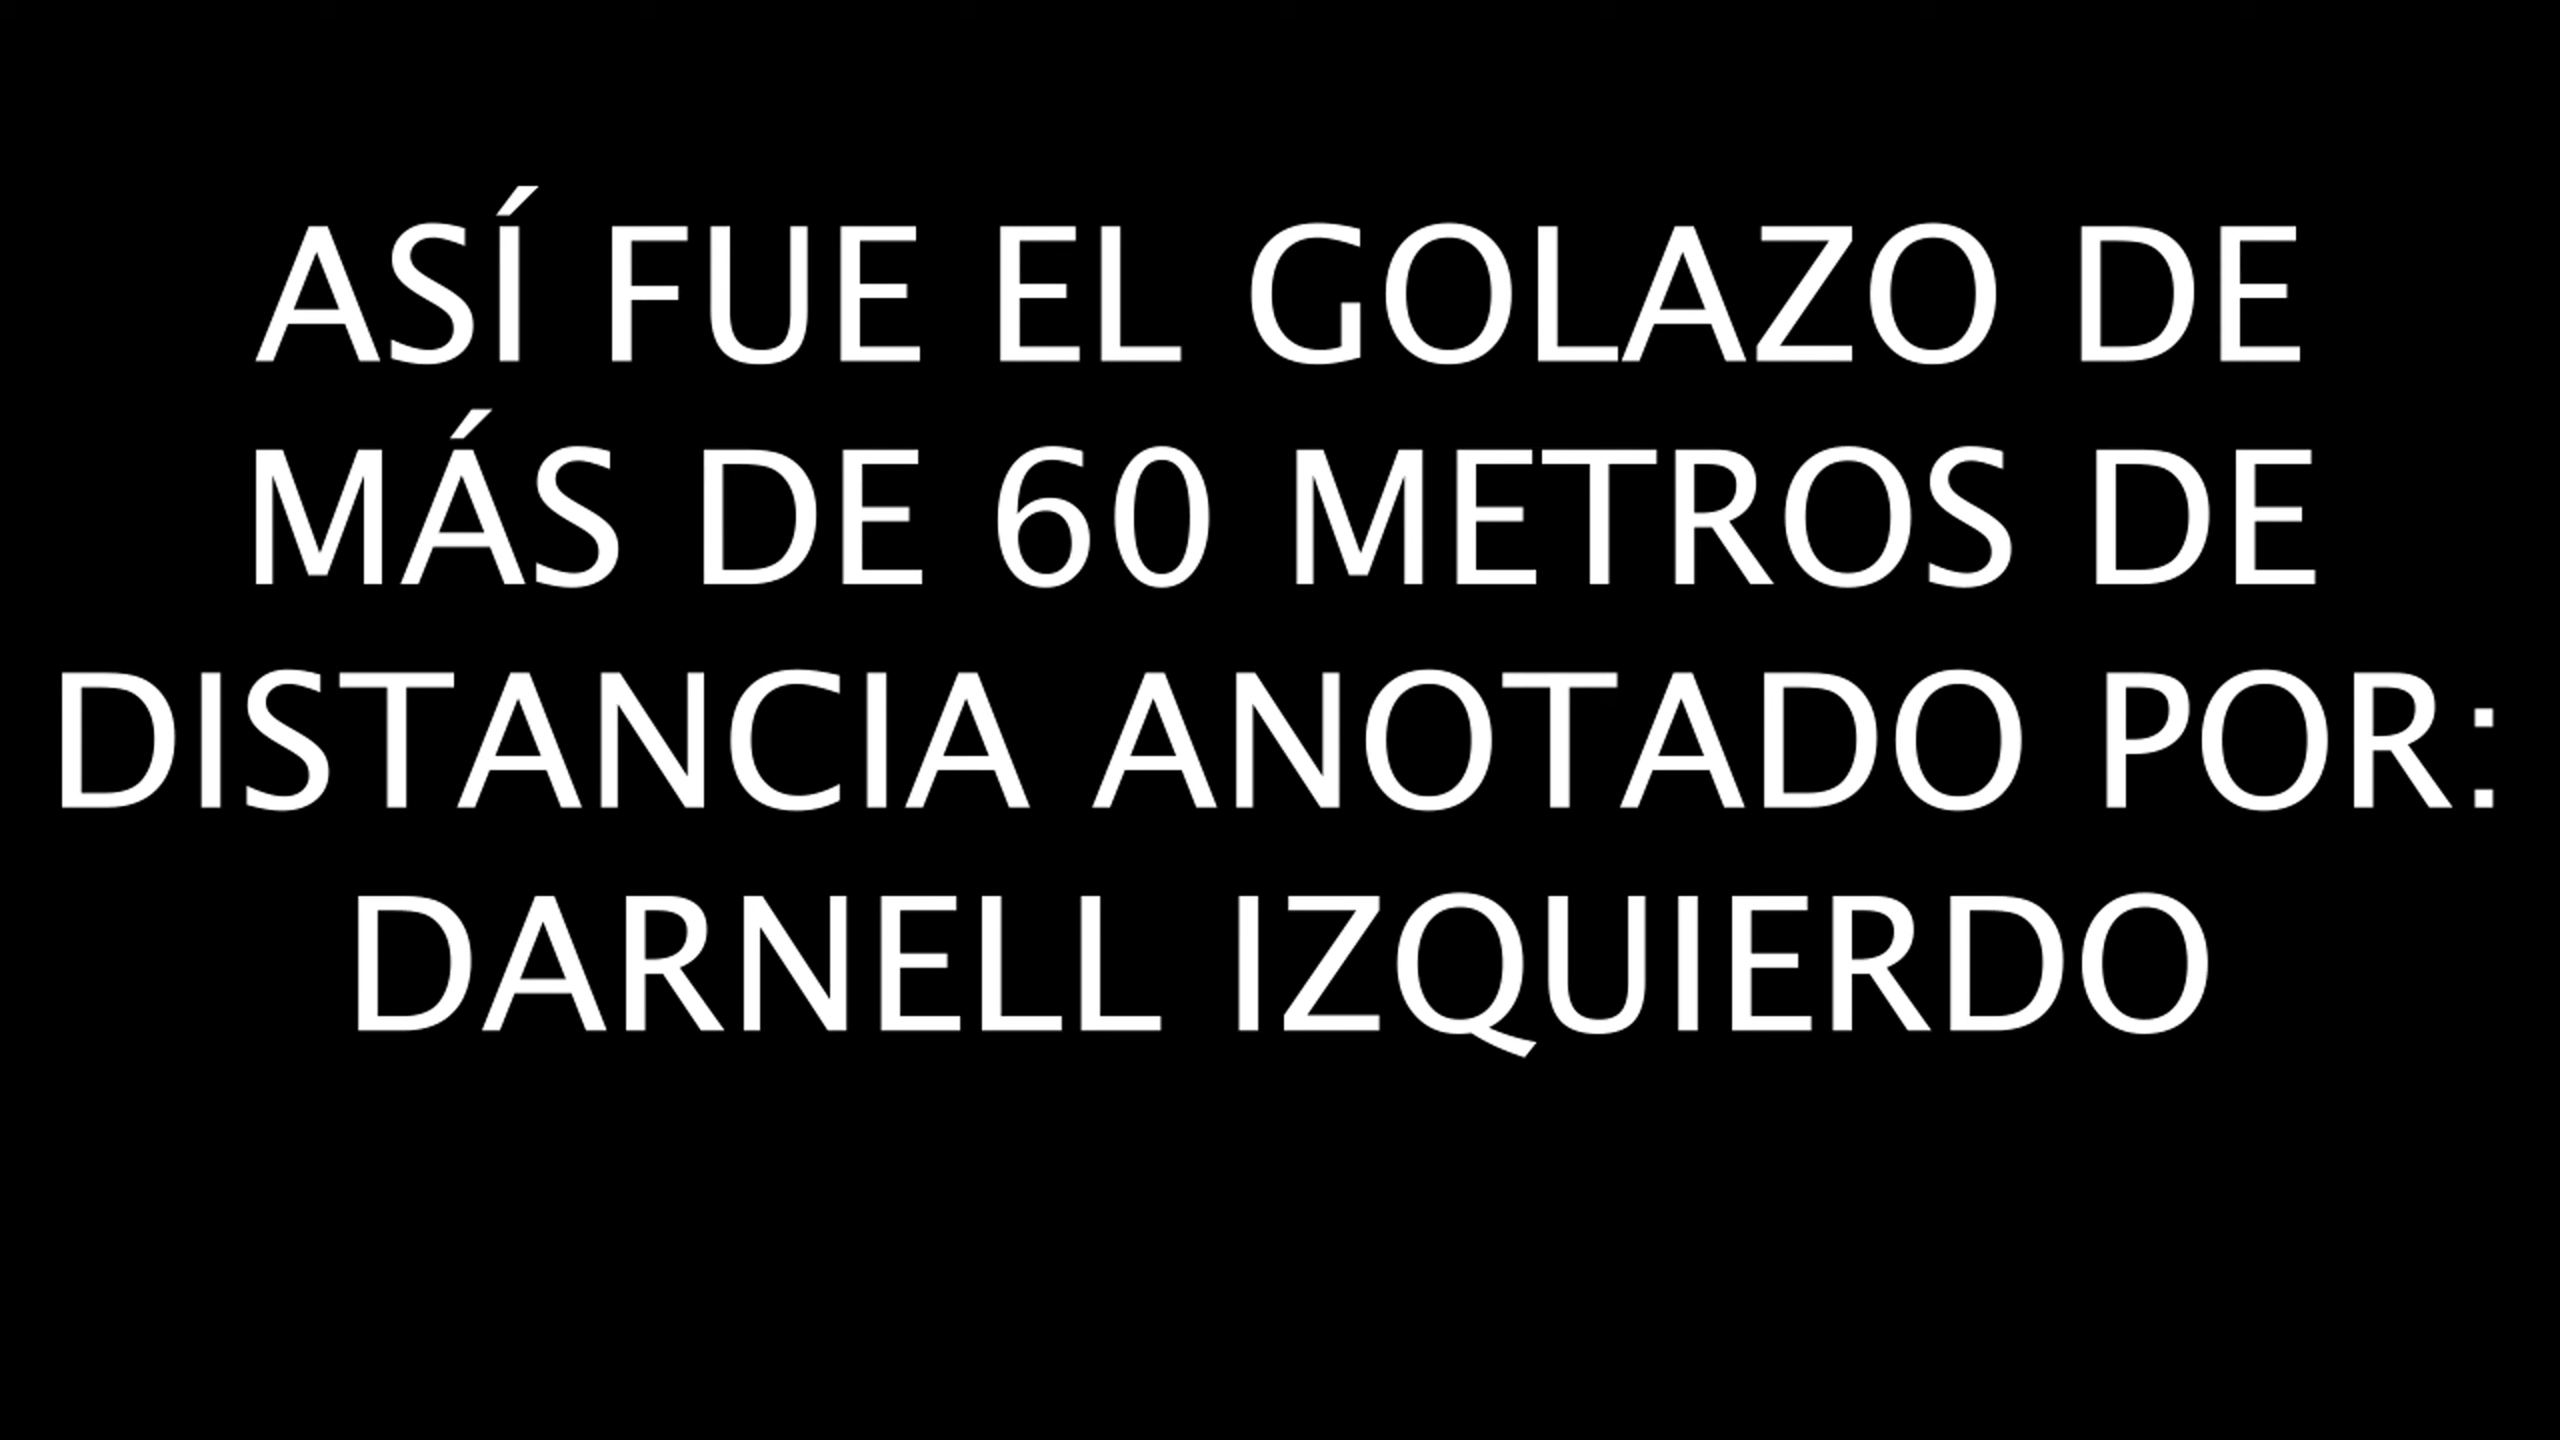 ASÍ FUE EL GOLAZO DE
MÁS DE 60 METROS DE
DISTANCIA ANOTADO POR:
DARNELL IZQUIERDO